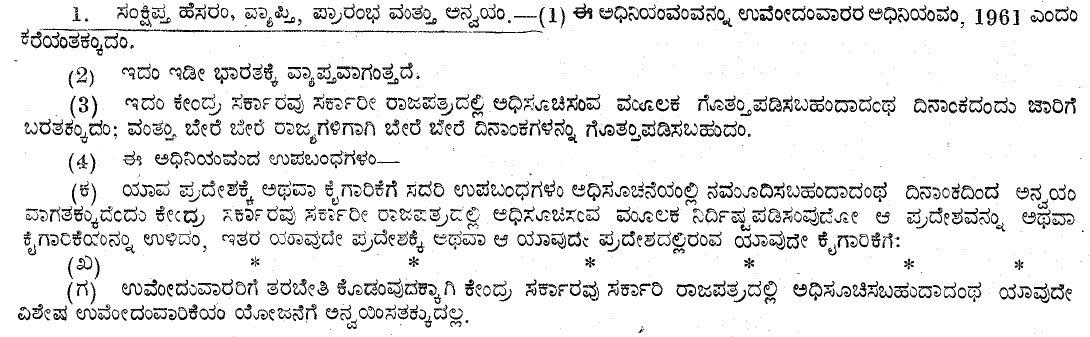 1. ಸಂಕ್ಷಿಪ್ತ ಹೆಸರು, ವ್ಯಾಪ್ತಿ, ಪ್ರಾರಂಭ ಮತ್ತು ಅನ್ವಯ.—(1) ಈ ಅಧಿನಿಯಮವನ್ನು ಉಮೇದುವಾರರ ಅಧಿನಿಯಮ, 1961 ಎಂದು
ಕರೆಯತಕ್ಕುದು.
(2) ಇದು ಇಡೀ ಭಾರತಕ್ಕೆ ವ್ಯಾಪ್ತವಾಗುತ್ತದೆ.
(3) ಇದು ಕೇಂದ್ರ ಸರ್ಕಾರವು ಸರ್ಕಾರೀ ರಾಜಪತ್ರದಲ್ಲಿ ಅಧಿಸೂಚಿಸುವ ಮೂಲಕ ಗೊತ್ತುಪಡಿಸಬಹುದಾದಂಥ ದಿನಾಂಕದಂದು ಜಾರಿಗೆ
ಬರತಕ್ಕುದು; ಮತ್ತು ಬೇರೆ ಬೇರೆ ರಾಜ್ಯಗಳಿಗಾಗಿ ಬೇರೆ ಬೇರೆ ದಿನಾಂಕಗಳನ್ನು ಗೊತ್ತುಪಡಿಸಬಹುದು.
(4) ಈ ಅಧಿನಿಯಮದ ಉಪಬಂಧಗಳು—
(ಕ) ಯಾವ ಪ್ರದೇಶಕ್ಕೆ ಅಥವಾ ಕೈಗಾರಿಕೆಗೆ ಸದರಿ ಉಪಬಂಧಗಳು ಅಧಿಸೂಚನೆಯಲ್ಲಿ ನಮೂದಿಸಬಹುದಾದಂಥ ದಿನಾಂಕದಿಂದ ಅನ್ವಯ
ವಾಗತಕ್ಕುದೆಂದು ಕೇಂದ್ರ ಸರ್ಕಾರವು ಸರ್ಕಾರೀ ರಾಜಪತ್ರದಲ್ಲಿ ಅಧಿಸೂಚಿಸುವ ಮೂಲಕ ನಿರ್ದಿಷ್ಟಪಡಿಸುವುದೋ ಆ ಪ್ರದೇಶವನ್ನು ಅಥವಾ
ಕೈಗಾರಿಕೆಯನ್ನು ಉಳಿದು, ಇತರ ಯಾವುದೇ ಪ್ರದೇಶಕ್ಕೆ ಅಥವಾ ಆ ಯಾವುದೇ ಪ್ರದೇಶದಲ್ಲಿರುವ ಯಾವುದೇ ಕೈಗಾರಿಕೆಗೆ:
(ಖ) * * * * * *
(ಗ) ಉಮೇದುವಾರರಿಗೆ ತರಬೇತಿ ಕೊಡುವುದಕ್ಕಾಗಿ ಕೇಂದ್ರ ಸರ್ಕಾರವು ಸರ್ಕಾರಿ ರಾಜಪತ್ರದಲ್ಲಿ ಅಧಿಸೂಚಿಸಬಹುದಾದಂಥ ಯಾವುದೇ
ವಿಶೇಷ ಉಮೇದುವಾರಿಕೆಯ ಯೋಜನೆಗೆ ಅನ್ವಯಿಸತಕ್ಕುದಲ್ಲ.